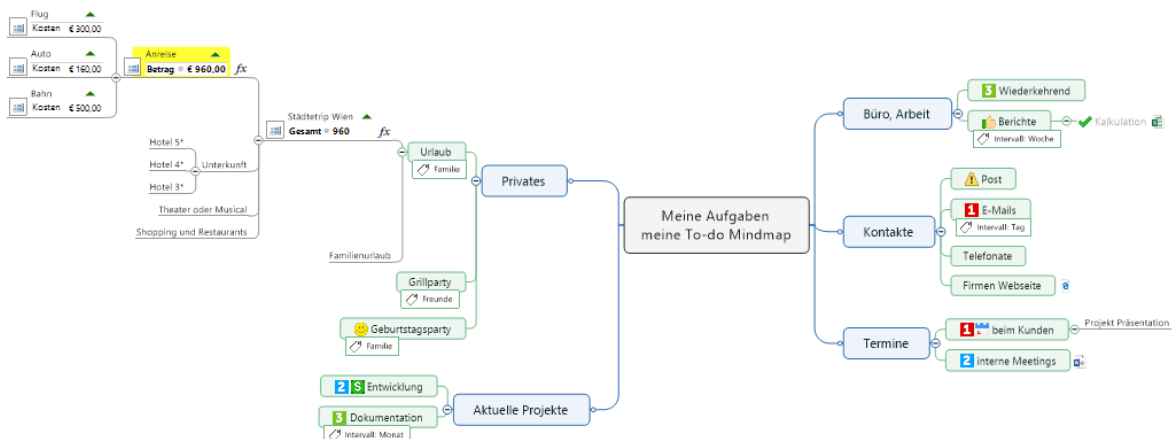 Flug
Kosten € 300,00
Auto
Kosten € 160,00
Bahn
Kosten € 500,00
Anreise
Betrag = € 960,00 fx
Städtetrip Wien
Gesamt = 960 fx
Hotel 5*
Hotel 4*
Hotel 3*
Unterkunft
Theater oder Musical
Shopping und Restaurants
Urlaub
Familie
Familienurlaub
Privates
Grillparty
Freunde
Geburtstagsparty
Familie
2 $ Entwicklung
3 Dokumentation
Intervall: Monat
Aktuelle Projekte
Meine Aufgaben
meine To-do Mindmap
Büro, Arbeit
3 Wiederkehrend
Berichte
Intervall: Woche
Kalkulation
Kontakte
Post
1 E-Mails
Intervall: Tag
Telefonate
Firmen Webseite
Termine
1 beim Kunden
Projekt Präsentation
2 interne Meetings